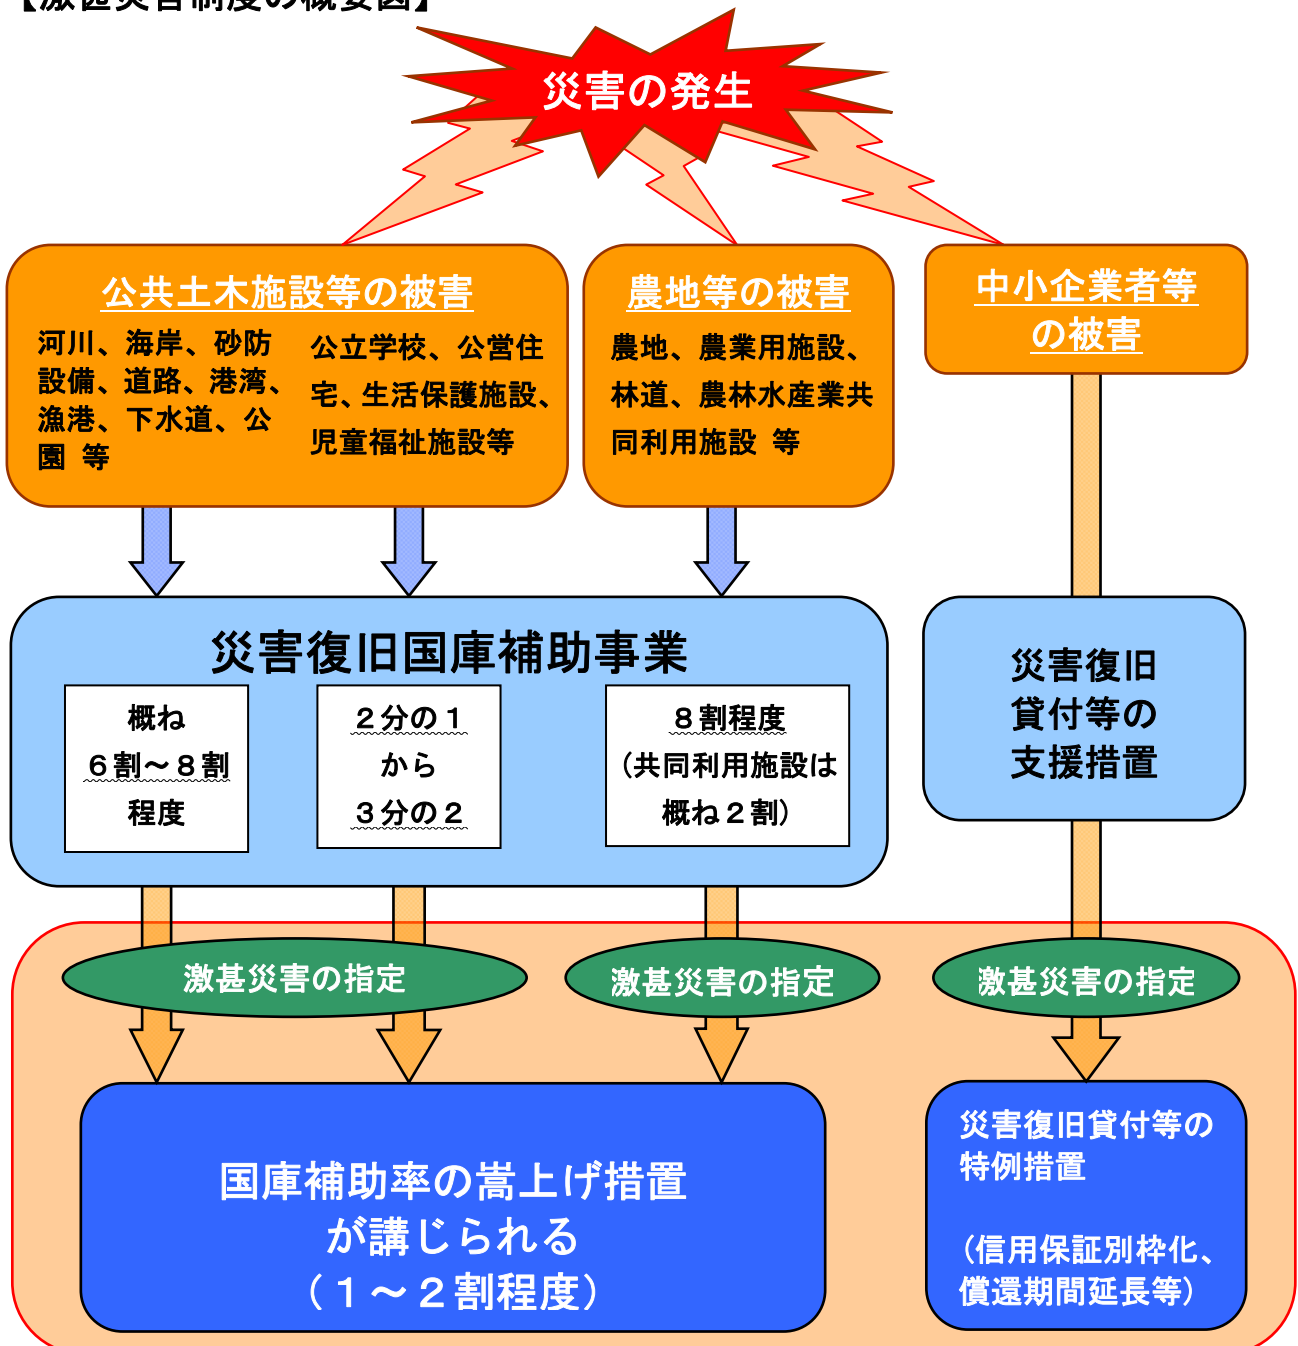 【激甚災害制度の概要図】
災害の発生
公共土木施設等の被害
河川、海岸、砂防
設備、道路、港湾、
漁港、下水道、公
園 等
公立学校、公営住
宅、生活保護施設、
児童福祉施設等
農地等の被害
農地、農業用施設、
林道、農林水産業共
同利用施設 等
中小企業者等
の被害
災害復旧国庫補助事業
概ね
６割～８割
程度
２分の１
から
３分の２
８割程度
（共同利用施設は
概ね２割）
災害復旧
貸付等の
支援措置
激甚災害の指定
激甚災害の指定
激甚災害の指定
国庫補助率の嵩上げ措置
が講じられる
（１～２割程度）
災害復旧貸付等の
特例措置
（信用保証別枠化、
償還期間延長等）